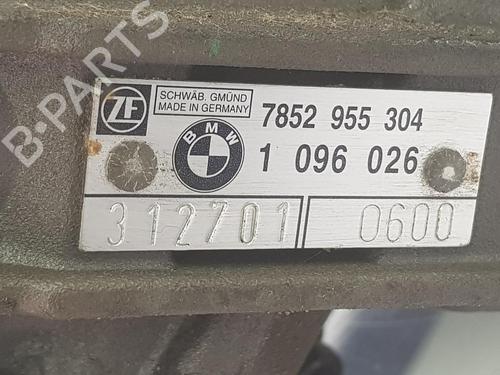 B-PARTS
ZF
SCHWÄB. GMÜND
MADE IN GERMANY
7852 955 304
BMW
1 096 026
312701 0600